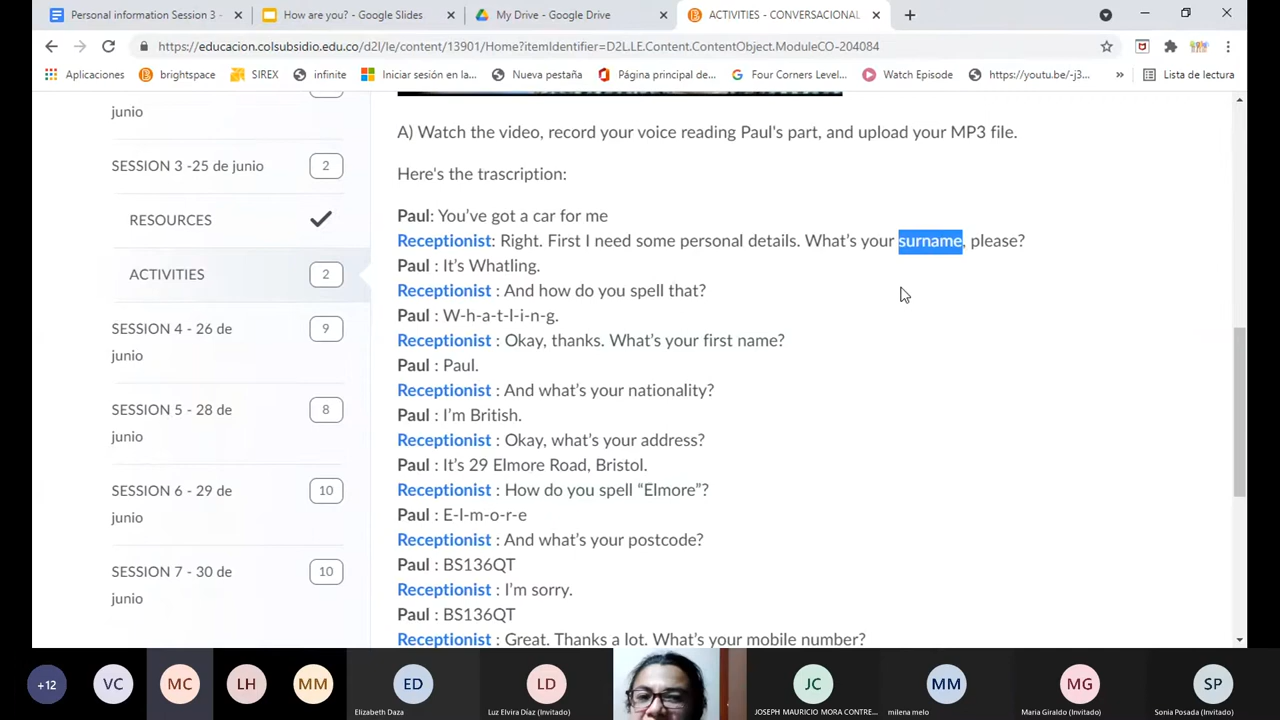 Personal information Session 3 -
How are you? - Google Slides
My Drive - Google Drive
ACTIVITIES - CONVERSACIONAL
https://educacion.colsubsidio.edu.co/d2l/le/content/13901/Home?itemIdentifier=D2L.LE.Content.ContentObject.ModuleCO-204084
Aplicaciones
brightspace
SIREX
infinite
Iniciar sesión en la...
Nueva pestaña
Página principal de...
Four Corners Level...
Watch Episode
https://youtu.be/-j3...
»
Lista de lectura
junio
SESSION 3 -25 de junio
2
RESOURCES
ACTIVITIES
2
SESSION 4 - 26 de
junio
9
SESSION 5 - 28 de
junio
8
SESSION 6 - 29 de
junio
10
SESSION 7 - 30 de
junio
10
A) Watch the video, record your voice reading Paul's part, and upload your MP3 file.
Here's the trascription:
Paul: You've got a car for me
Receptionist: Right. First I need some personal details. What's your surname, please?
Paul : It's Whatling.
Receptionist : And how do you spell that?
Paul : W-h-a-t-l-i-n-g.
Receptionist : Okay, thanks. What's your first name?
Paul : Paul.
Receptionist : And what's your nationality?
Paul : I'm British.
Receptionist : Okay, what's your address?
Paul : It's 29 Elmore Road, Bristol.
Receptionist : How do you spell “Elmore”?
Paul : E-l-m-o-r-e
Receptionist : And what's your postcode?
Paul : BS136QT
Receptionist : I'm sorry.
Paul : BS136QT
Receptionist : Great. Thanks a lot. What's your mobile number?
+12
VC
MC
LH
MM
ED
Elizabeth Daza
LD
Luz Elvira Díaz (Invitado)
JC
JOSEPH MAURICIO MORA CONTRE...
MM
milena melo
MG
Maria Giraldo (Invitado)
SP
Sonia Posada (Invitado)